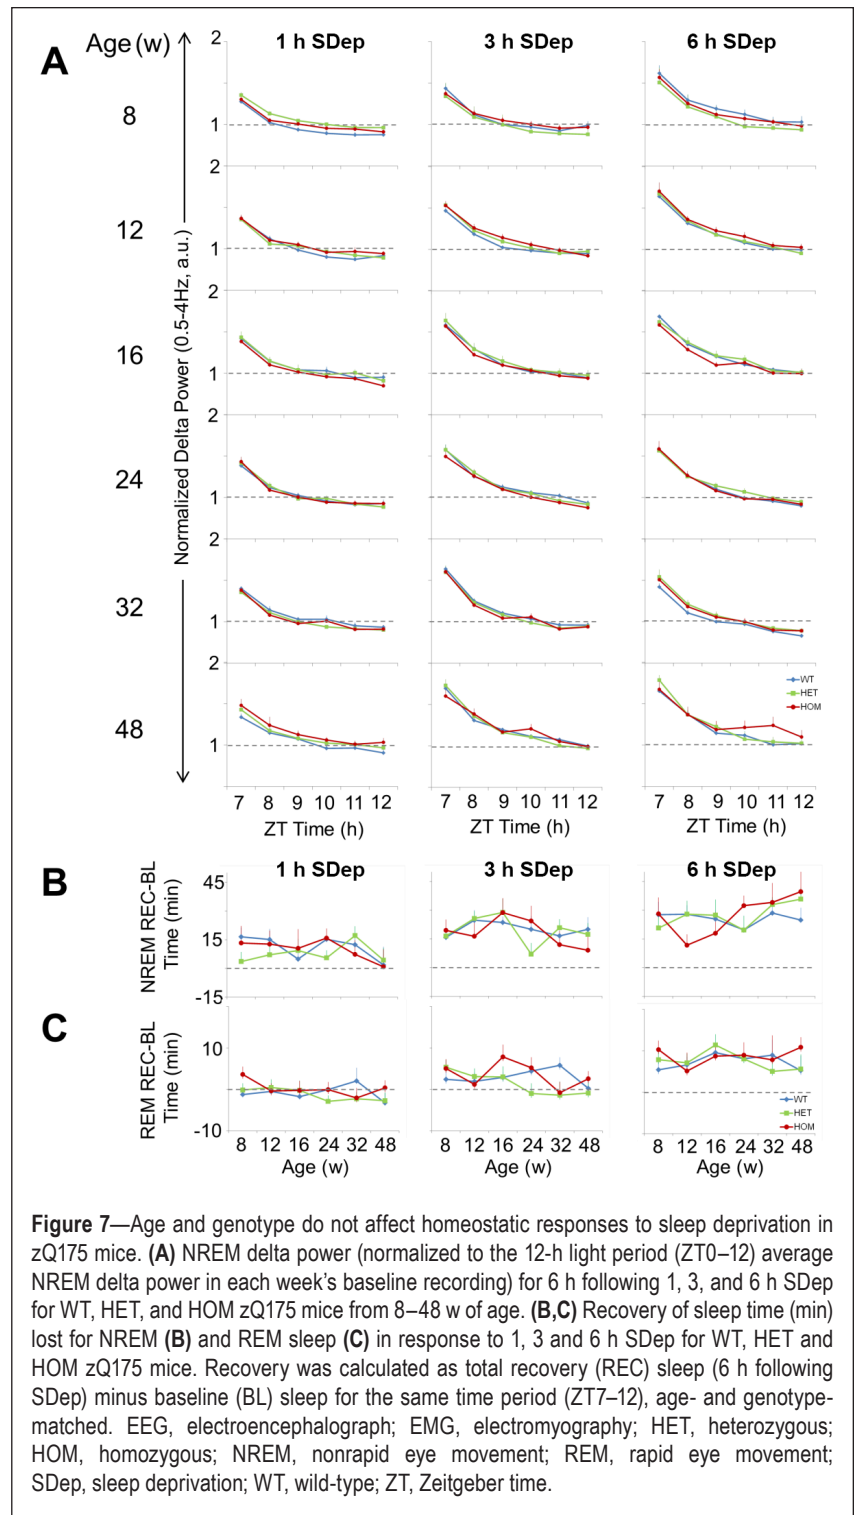 Age (w)
2
1 h SDep
3 h SDep
6 h SDep
A
8
1
2
12
1
2
Normalized Delta Power (0.5-4Hz, a.u.)
16
1
2
24
1
2
32
1
2
WT
HET
HOM
48
1
7 8 9 10 11 12
7 8 9 10 11 12
7 8 9 10 11 12
ZT Time (h)
ZT Time (h)
ZT Time (h)
B
1 h SDep
3 h SDep
6 h SDep
NREM REC-BL
Time (min)
45
15
-15
C
REM REC-BL
Time (min)
10
-10
WT
HET
HOM
8 12 16 24 32 48
8 12 16 24 32 48
8 12 16 24 32 48
Age (w)
Age (w)
Age (w)
Figure 7—Age and genotype do not affect homeostatic responses to sleep deprivation in
zQ175 mice. (A) NREM delta power (normalized to the 12-h light period (ZT0–12) average
NREM delta power in each week's baseline recording) for 6 h following 1, 3, and 6 h SDep
for WT, HET, and HOM zQ175 mice from 8–48 w of age. (B,C) Recovery of sleep time (min)
lost for NREM (B) and REM sleep (C) in response to 1, 3 and 6 h SDep for WT, HET and
HOM zQ175 mice. Recovery was calculated as total recovery (REC) sleep (6 h following
SDep) minus baseline (BL) sleep for the same time period (ZT7–12), age- and genotype-
matched. EEG, electroencephalograph; EMG, electromyography; HET, heterozygous;
HOM, homozygous; NREM, nonrapid eye movement; REM, rapid eye movement;
SDep, sleep deprivation; WT, wild-type; ZT, Zeitgeber time.